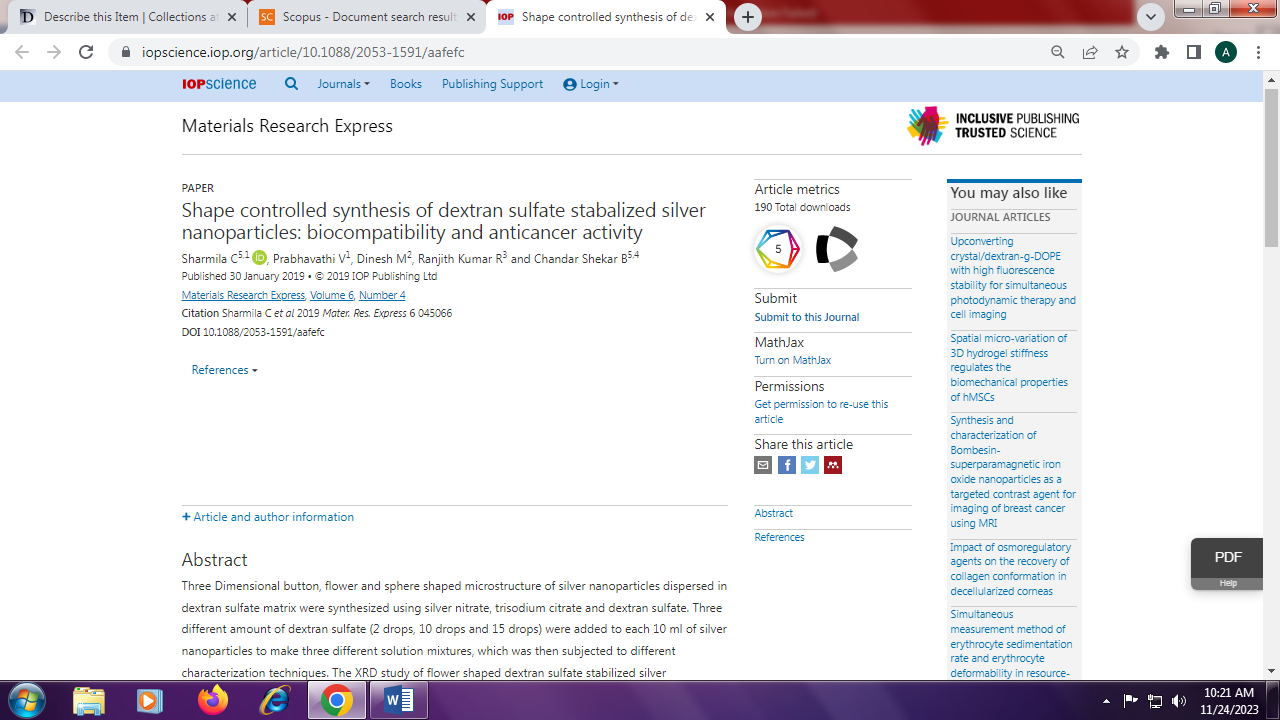 Describe this Item | Collections at
Scopus - Document search result
Shape controlled synthesis of de
iopscience.iop.org/article/10.1088/2053-1591/aafefc
A
IOPscience
Journals
Books
Publishing Support
Login
Materials Research Express
INCLUSIVE PUBLISHING
TRUSTED SCIENCE
PAPER
Shape controlled synthesis of dextran sulfate stabalized silver
nanoparticles: biocompatibility and anticancer activity
Sharmila C5,1 iD, Prabhavathi V1, Dinesh M2, Ranjith Kumar R3 and Chandar Shekar B5,4
Published 30 January 2019 • © 2019 IOP Publishing Ltd
Materials Research Express, Volume 6, Number 4
Citation Sharmila C et al 2019 Mater. Res. Express 6 045066
DOI 10.1088/2053-1591/aafefc
References
+ Article and author information
Abstract
Three Dimensional button, flower and sphere shaped microstructure of silver nanoparticles dispersed in
dextran sulfate matrix were synthesized using silver nitrate, trisodium citrate and dextran sulfate. Three
different amount of dextran sulfate (2 drops, 10 drops and 15 drops) were added to each 10 ml of silver
nanoparticles to make three different solution mixtures, which was then subjected to different
characterization techniques. The XRD study of flower shaped dextran sulfate stabilized silver
Article metrics
190 Total downloads
5
Submit
Submit to this Journal
MathJax
Turn on MathJax
Permissions
Get permission to re-use this
article
Share this article
Abstract
References
You may also like
JOURNAL ARTICLES
Upconverting
crystal/dextran-g-DOPE
with high fluorescence
stability for simultaneous
photodynamic therapy and
cell imaging
Spatial micro-variation of
3D hydrogel stiffness
regulates the
biomechanical properties
of hMSCs
Synthesis and
characterization of
Bombesin-
superparamagnetic iron
oxide nanoparticles as a
targeted contrast agent for
imaging of breast cancer
using MRI
Impact of osmoregulatory
agents on the recovery of
collagen conformation in
decellularized corneas
Simultaneous
measurement method of
erythrocyte sedimentation
rate and erythrocyte
deformability in resource-
PDF
Help
10:21 AM
11/24/2023